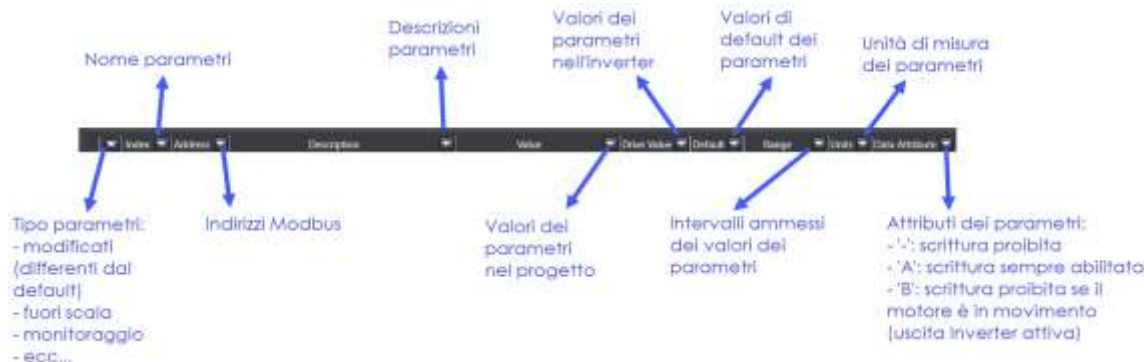 Nome parametri
Descrizioni
parametri
Valori dei
parametri
nell'inverter
Valori di
default dei
parametri
Unità di misura
dei parametri
Index Address Description Value Drive Value Default Range Units Data Attribute
Tipo parametri:
- modificati
(differenti dal
default)
- fuori scala
- monitoraggio
- ecc...
Indirizzi Modbus
Valori dei
parametri
nel progetto
Intervalli ammessi
dei valori dei
parametri
Attributi dei parametri:
- '-': scrittura proibita
- 'A': scrittura sempre abilitato
- 'B': scrittura proibita se il
motore è in movimento
(uscita Inverter attiva)